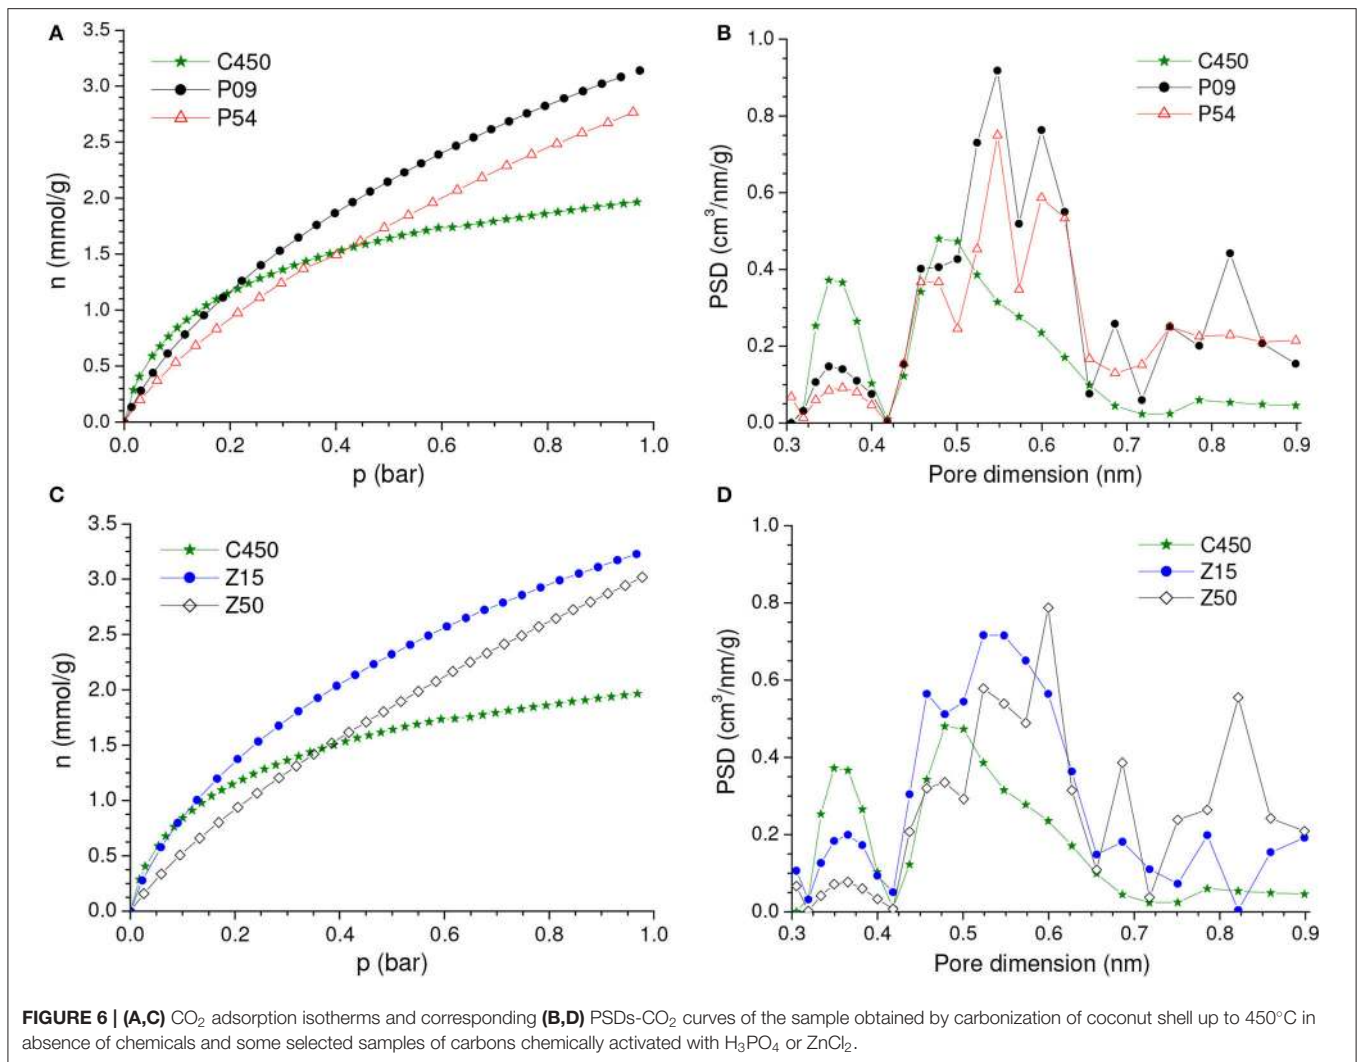 A
3.5
3.0
2.5
2.0
1.5
1.0
0.5
0.0
n (mmol/g)
C450
P09
P54
0.0 0.2 0.4 0.6 0.8 1.0
p (bar)
B
1.0
0.8
0.6
0.4
0.2
0.0
PSD (cm³/nm/g)
C450
P09
P54
0.3 0.4 0.5 0.6 0.7 0.8 0.9
Pore dimension (nm)
C
3.5
3.0
2.5
2.0
1.5
1.0
0.5
0.0
n (mmol/g)
C450
Z15
Z50
0.0 0.2 0.4 0.6 0.8 1.0
p (bar)
D
1.0
0.8
0.6
0.4
0.2
0.0
PSD (cm³/nm/g)
C450
Z15
Z50
0.3 0.4 0.5 0.6 0.7 0.8 0.9
Pore dimension (nm)
FIGURE 6 | (A,C) CO₂ adsorption isotherms and corresponding (B,D) PSDs-CO₂ curves of the sample obtained by carbonization of coconut shell up to 450°C in
absence of chemicals and some selected samples of carbons chemically activated with H₃PO₄ or ZnCl₂.